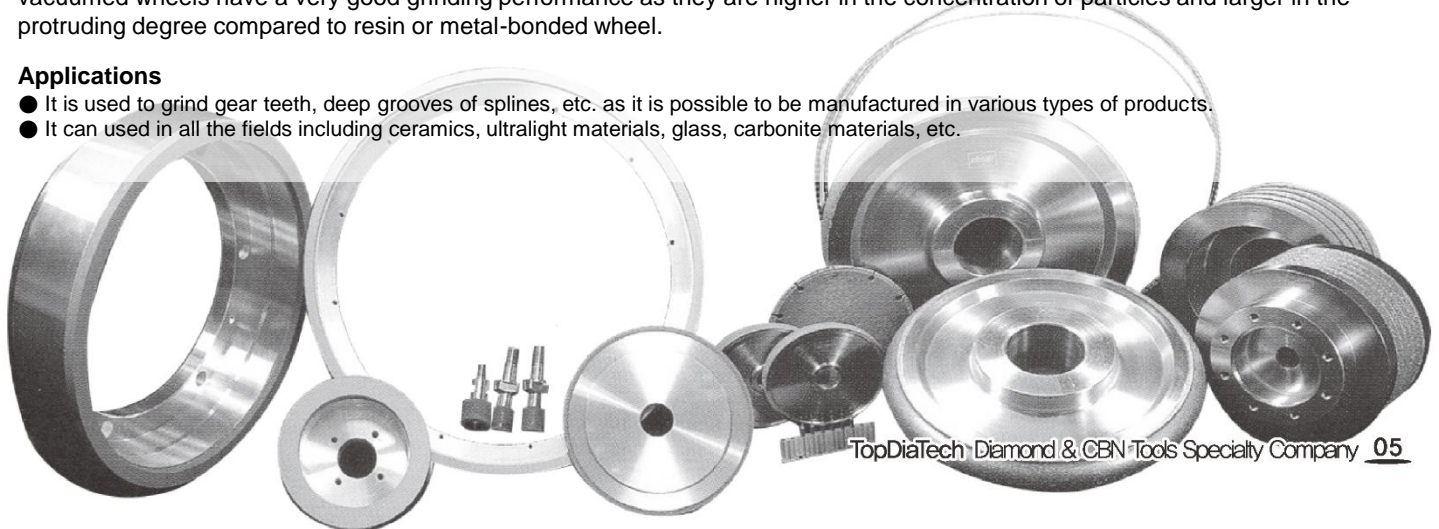 vacuumed wheels have a very good grinding performance as they are higher in the concentration of particles and larger in the
protruding degree compared to resin or metal-bonded wheel.
Applications
● It is used to grind gear teeth, deep grooves of splines, etc. as it is possible to be manufactured in various types of products.
● It can used in all the fields including ceramics, ultralight materials, glass, carbonite materials, etc.
TopDiaTech Diamond & CBN Tools Specialty Company 05